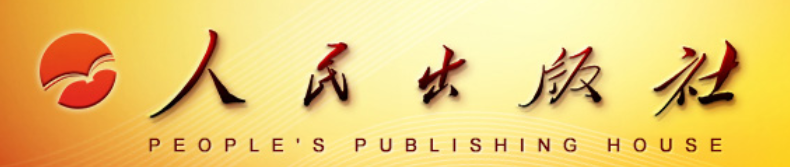 人民出版社
PEOPLE'S PUBLISHING HOUSE